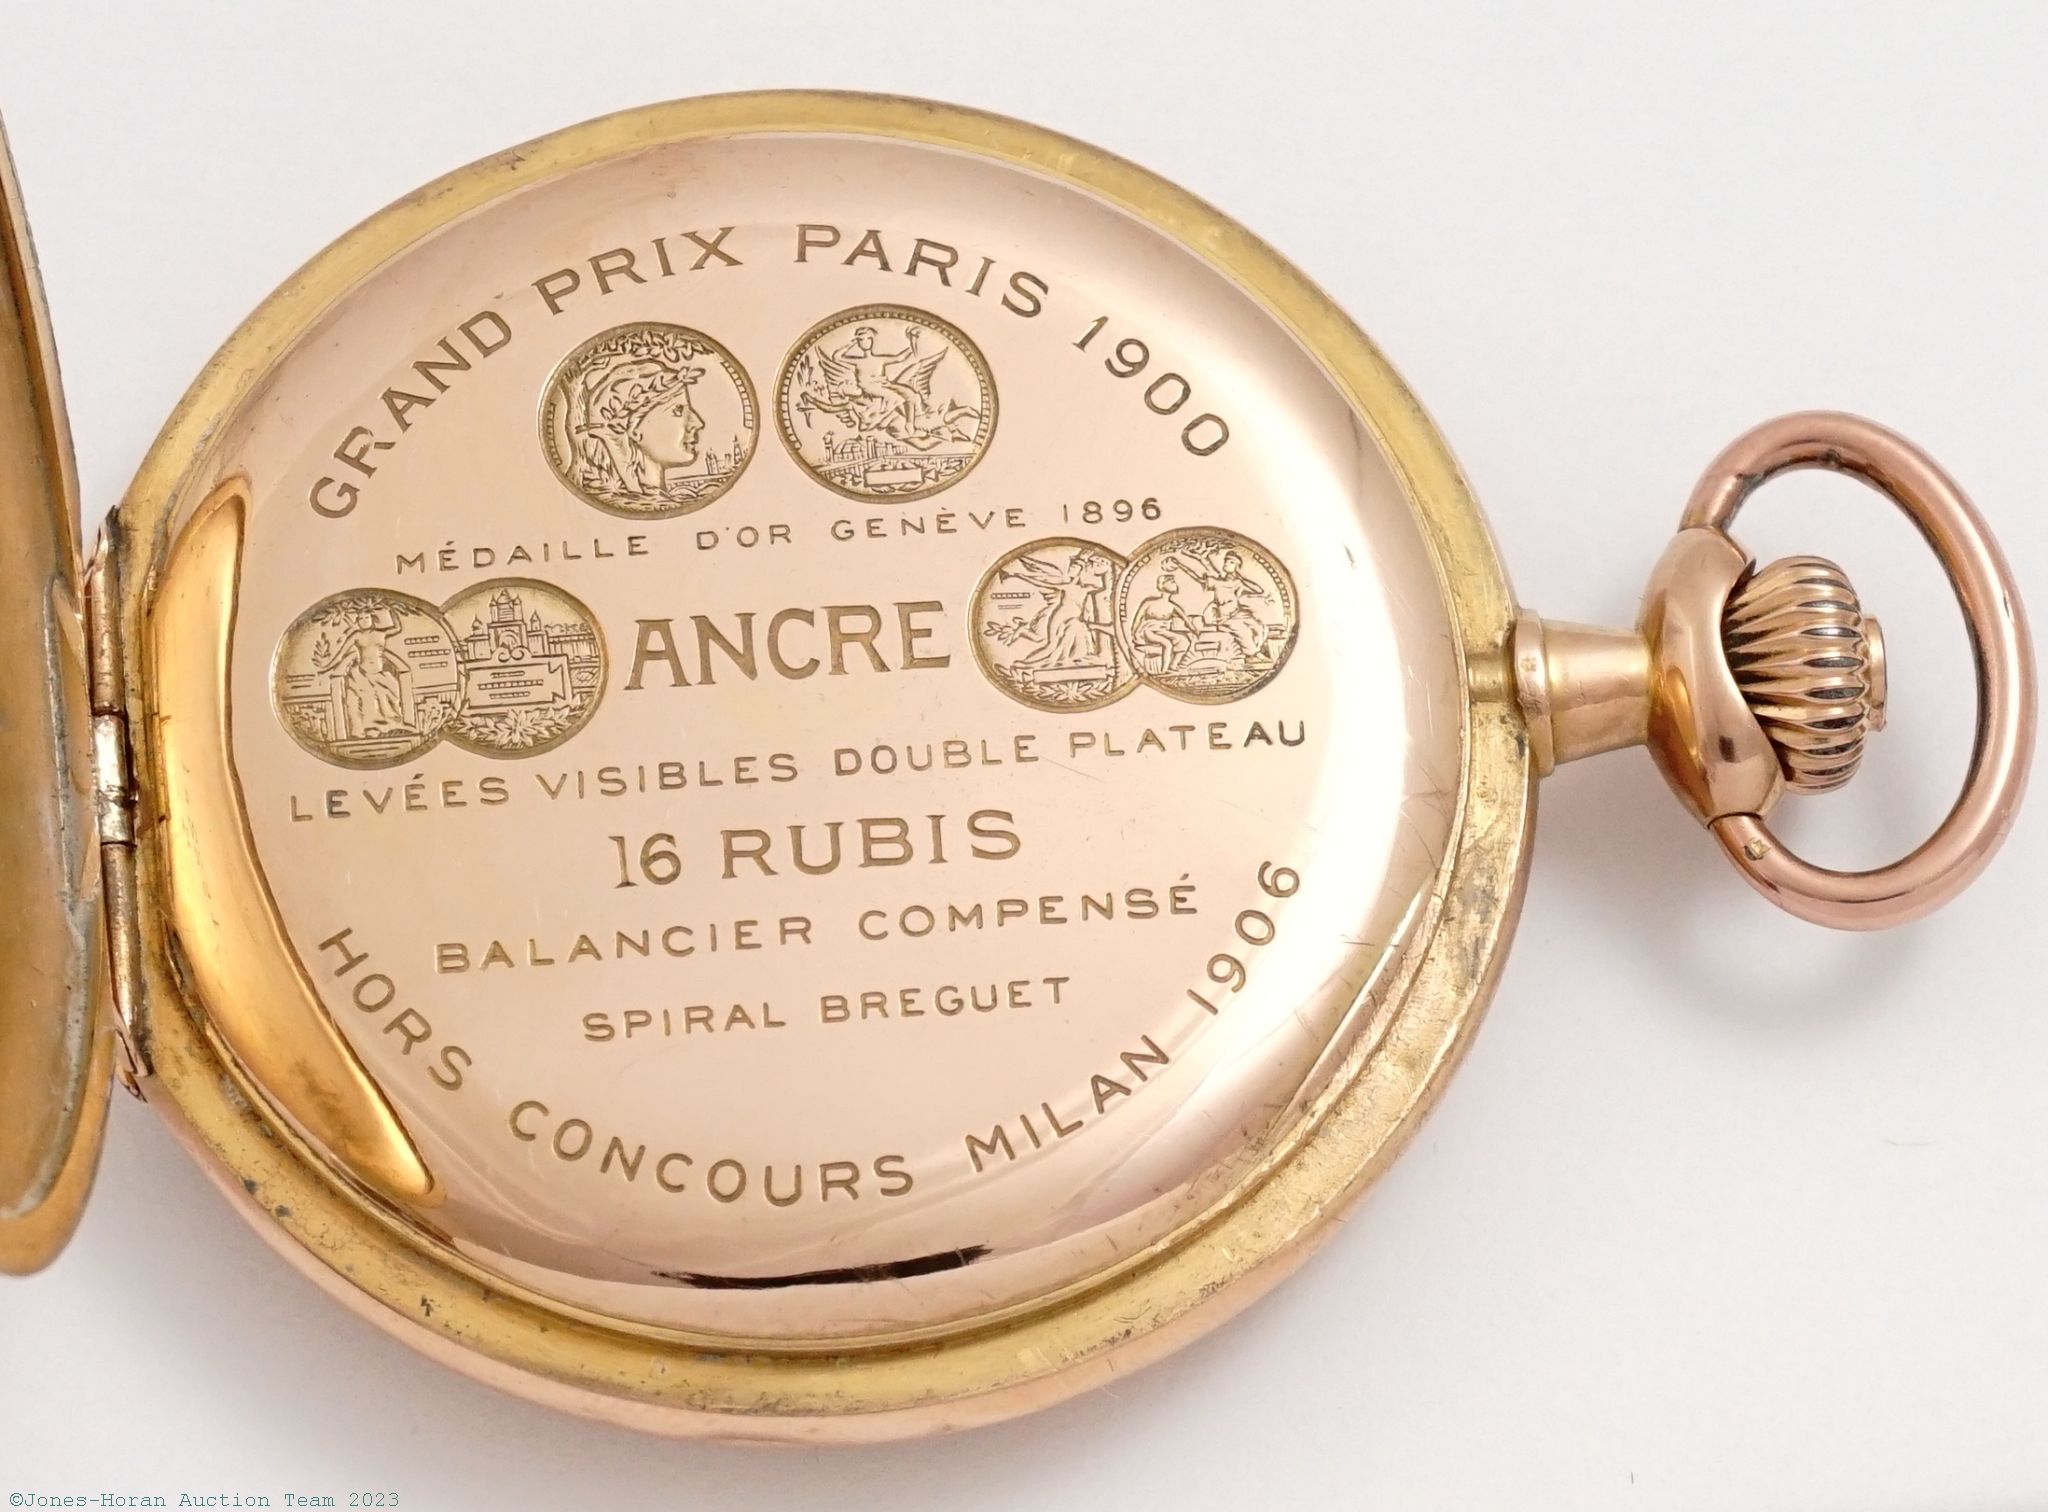 GRAND PRIX PARIS 1900
MÉDAILLE D'OR GENÈVE 1896
ANCRE
LEVÉES VISIBLES DOUBLE PLATEAU
16 RUBIS
BALANCIER COMPENSÉ
SPIRAL BREGUET
HORS CONCOURS MILAN 1906
©Jones-Horan Auction Team 2023